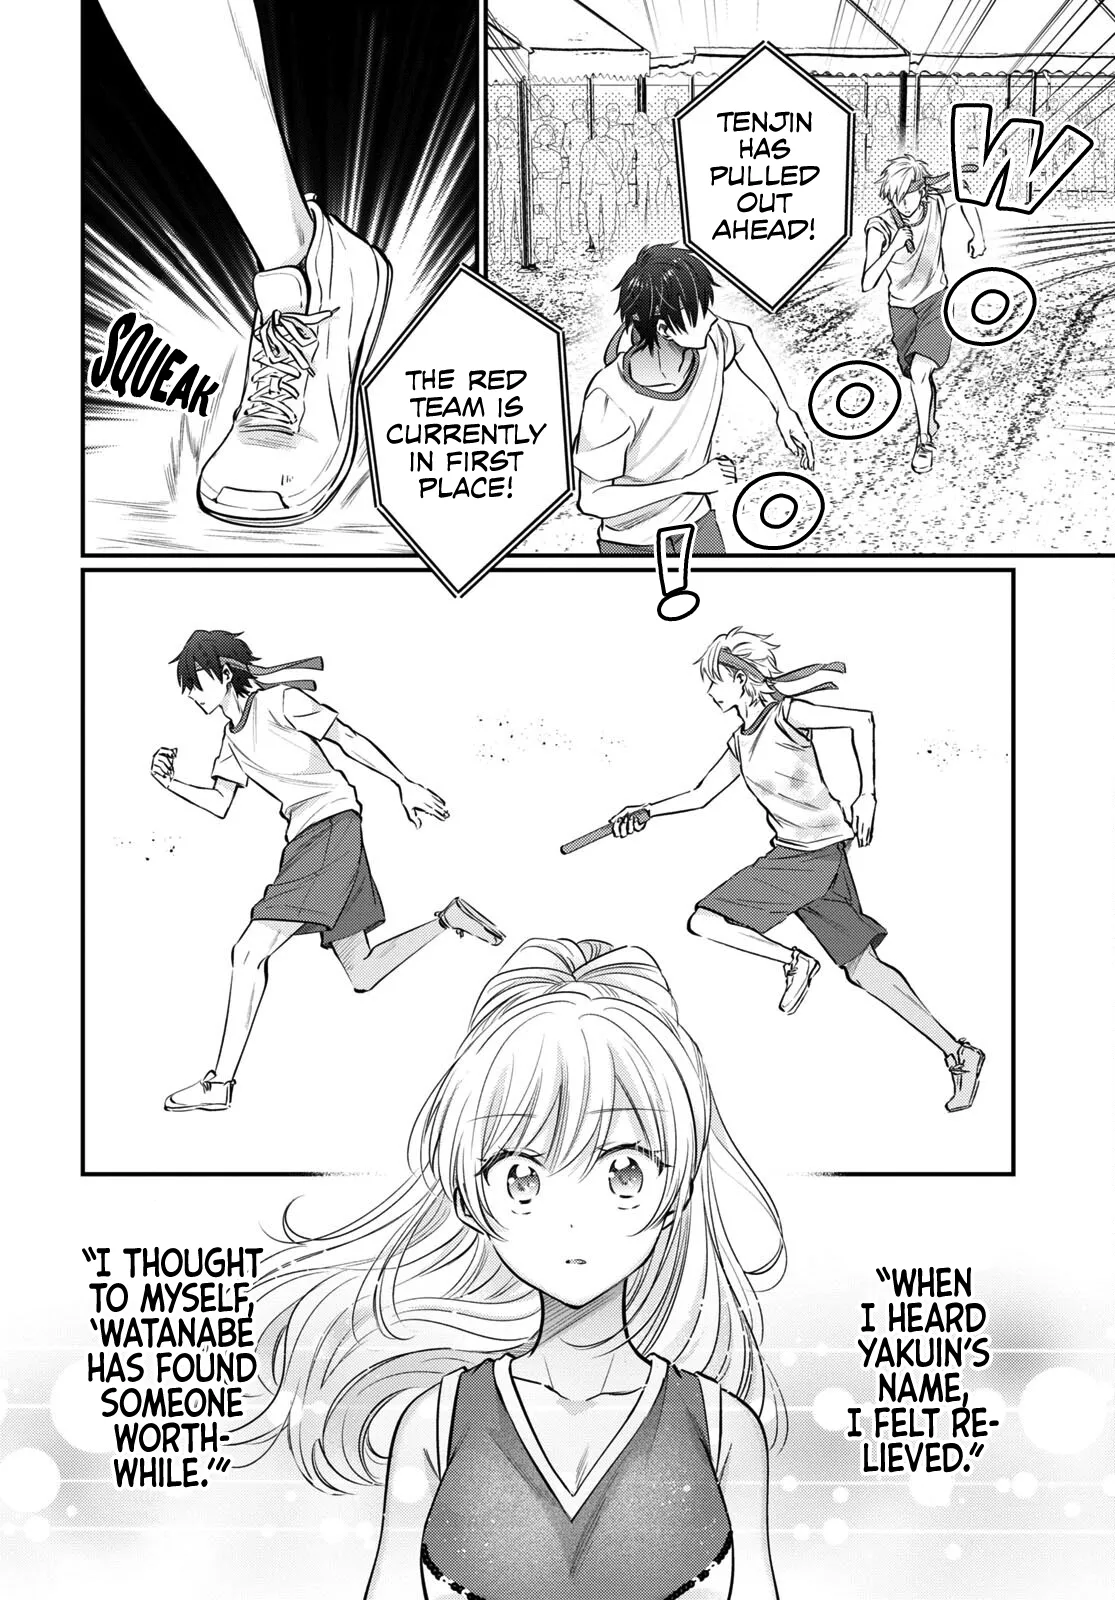 TENJIN
HAS
PULLED
OUT
AHEAD!
WOOO!
THE RED
TEAM IS
CURRENTLY
IN FIRST
PLACE!
SQUEAK
"WHEN
I HEARD
YAKUIN'S
NAME,
I FELT RE-
LIEVED."
"I THOUGHT
TO MYSELF,
'WATANABE
HAS FOUND
SOMEONE
WORTH-
WHILE.'"